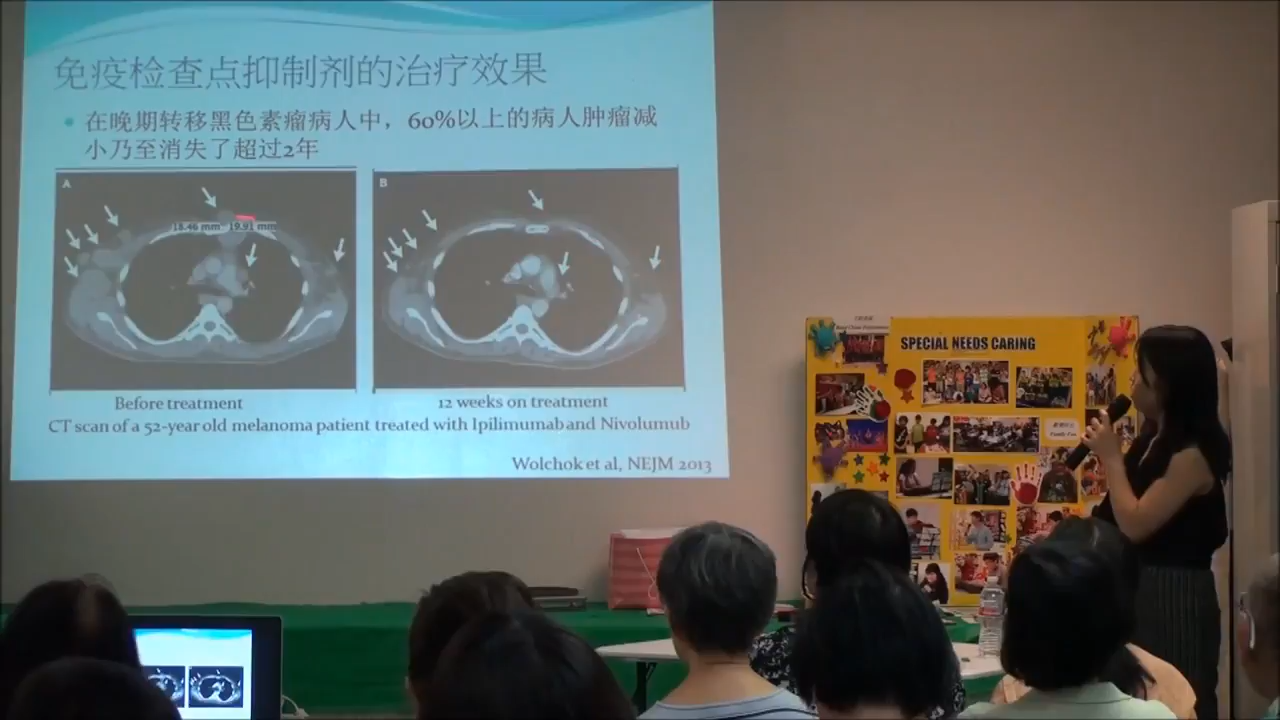 免疫检查点抑制剂的治疗效果
在晚期转移黑色素瘤病人中，60%以上的病人肿瘤减
小乃至消失了超过2年
A
18.46 mm
19.91 mm
B
Before treatment
12 weeks on treatment
CT scan of a 52-year old melanoma patient treated with Ipilimumab and Nivolumub
Wolchok et al, NEJM 2013
SPECIAL NEEDS CARING